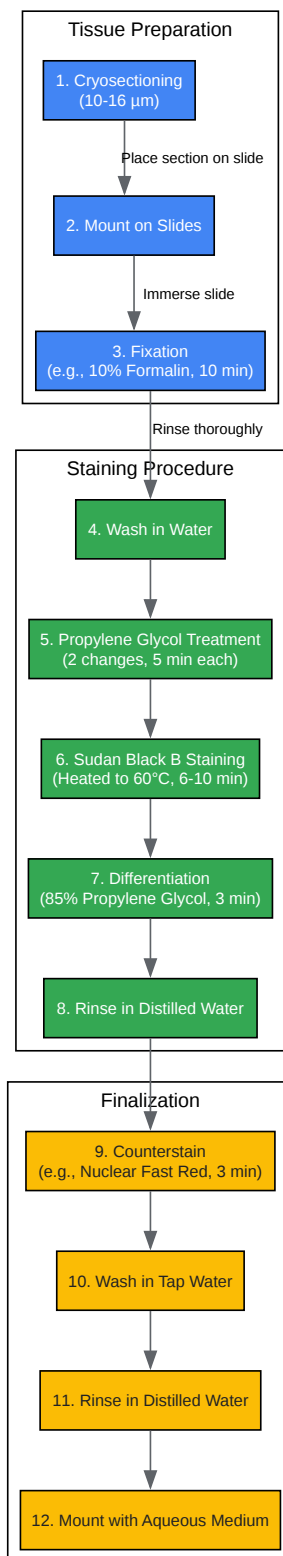 Tissue Preparation
1. Cryosectioning
(10-16 µm)
Place section on slide
2. Mount on Slides
Immerse slide
3. Fixation
(e.g., 10% Formalin, 10 min)
Rinse thoroughly
Staining Procedure
4. Wash in Water
5. Propylene Glycol Treatment
(2 changes, 5 min each)
6. Sudan Black B Staining
(Heated to 60°C, 6-10 min)
7. Differentiation
(85% Propylene Glycol, 3 min)
8. Rinse in Distilled Water
Finalization
9. Counterstain
(e.g., Nuclear Fast Red, 3 min)
10. Wash in Tap Water
11. Rinse in Distilled Water
12. Mount with Aqueous Medium